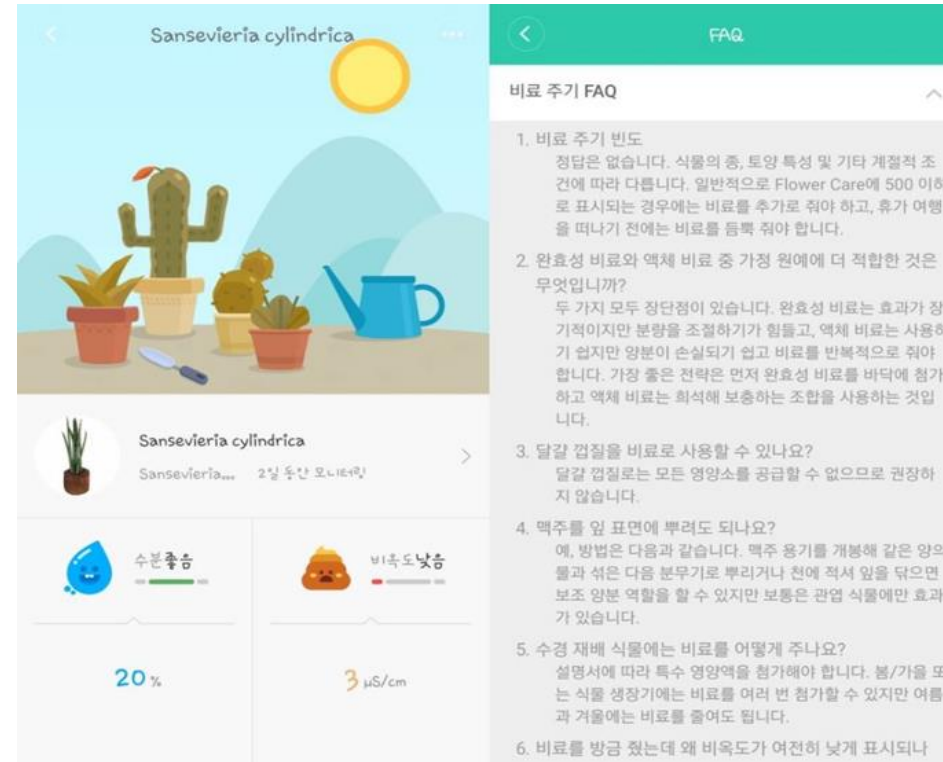 Sansevieria cylindrica
Sansevieria cylindrica
Sansevieria... 2일 동안 모니터링
수분좋음
비옥도낮음
20 %
3 µS/cm
FAQ
비료 주기 FAQ
1. 비료 주기 빈도
정답은 없습니다. 식물의 종, 토양 특성 및 기타 계절적 조
건에 따라 다릅니다. 일반적으로 Flower Care에 500 이하
로 표시되는 경우에는 비료를 추가로 줘야 하고, 휴가 여행
을 떠나기 전에는 비료를 듬뿍 줘야 합니다.
2. 완효성 비료와 액체 비료 중 가정 원예에 더 적합한 것은
무엇입니까?
두 가지 모두 장단점이 있습니다. 완효성 비료는 효과가 장
기적이지만 분량을 조절하기가 힘들고, 액체 비료는 사용하
기 쉽지만 양분이 손실되기 쉽고 비료를 반복적으로 줘야
합니다. 가장 좋은 전략은 먼저 완효성 비료를 바닥에 첨가
하고 액체 비료는 희석해 보충하는 조합을 사용하는 것입
니다.
3. 달걀 껍질을 비료로 사용할 수 있나요?
달걀 껍질로는 모든 영양소를 공급할 수 없으므로 권장하
지 않습니다.
4. 맥주를 잎 표면에 뿌려도 되나요?
예, 방법은 다음과 같습니다. 맥주 용기를 개봉해 같은 양의
물과 섞은 다음 분무기로 뿌리거나 천에 적셔 잎을 닦으면
보조 양분 역할을 할 수 있지만 보통은 관엽 식물에만 효과
가 있습니다.
5. 수경 재배 식물에는 비료를 어떻게 주나요?
설명서에 따라 특수 영양액을 첨가해야 합니다. 봄/가을 또
는 식물 생장기에는 비료를 여러 번 첨가할 수 있지만 여름
과 겨울에는 비료를 줄여도 됩니다.
6. 비료를 방금 줬는데 왜 비옥도가 여전히 낮게 표시되나